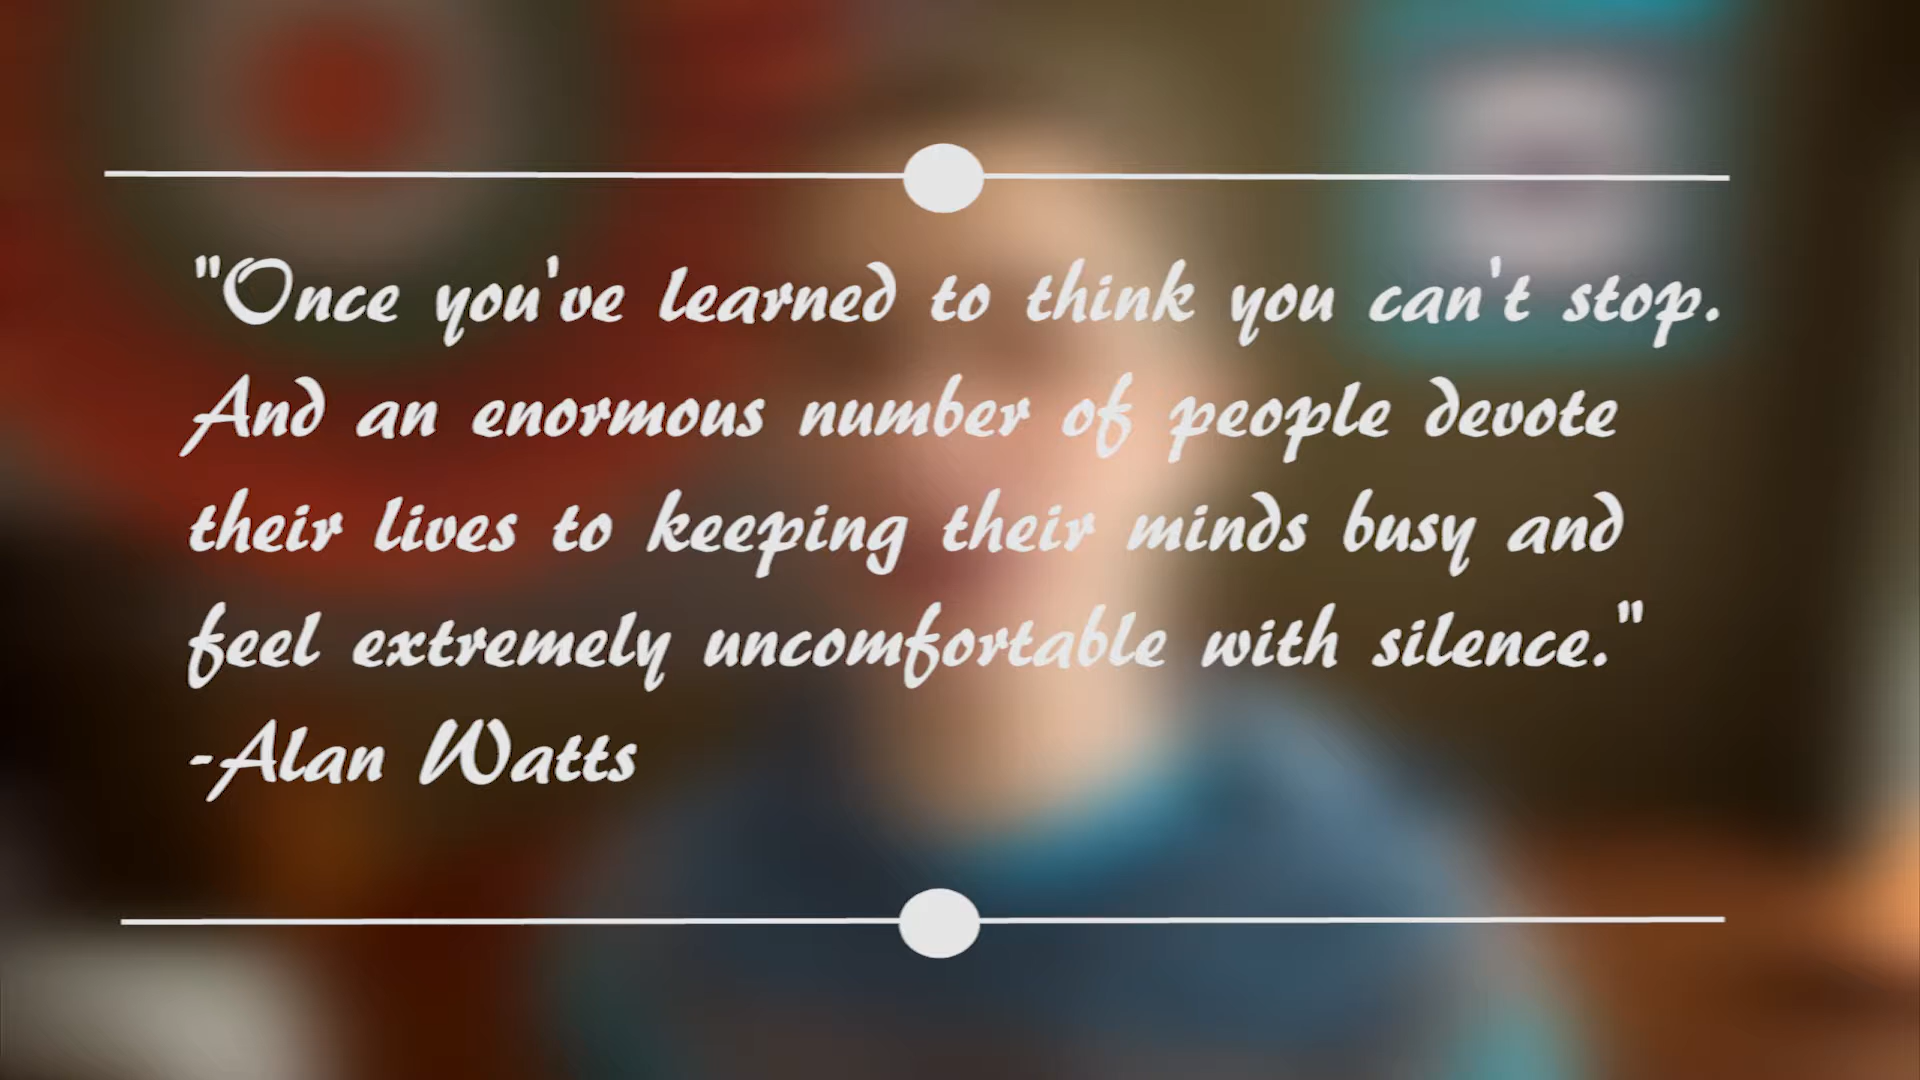 "Once you've learned to think you can't stop.
And an enormous number of people devote
their lives to keeping their minds busy and
feel extremely uncomfortable with silence."
-Alan Watts